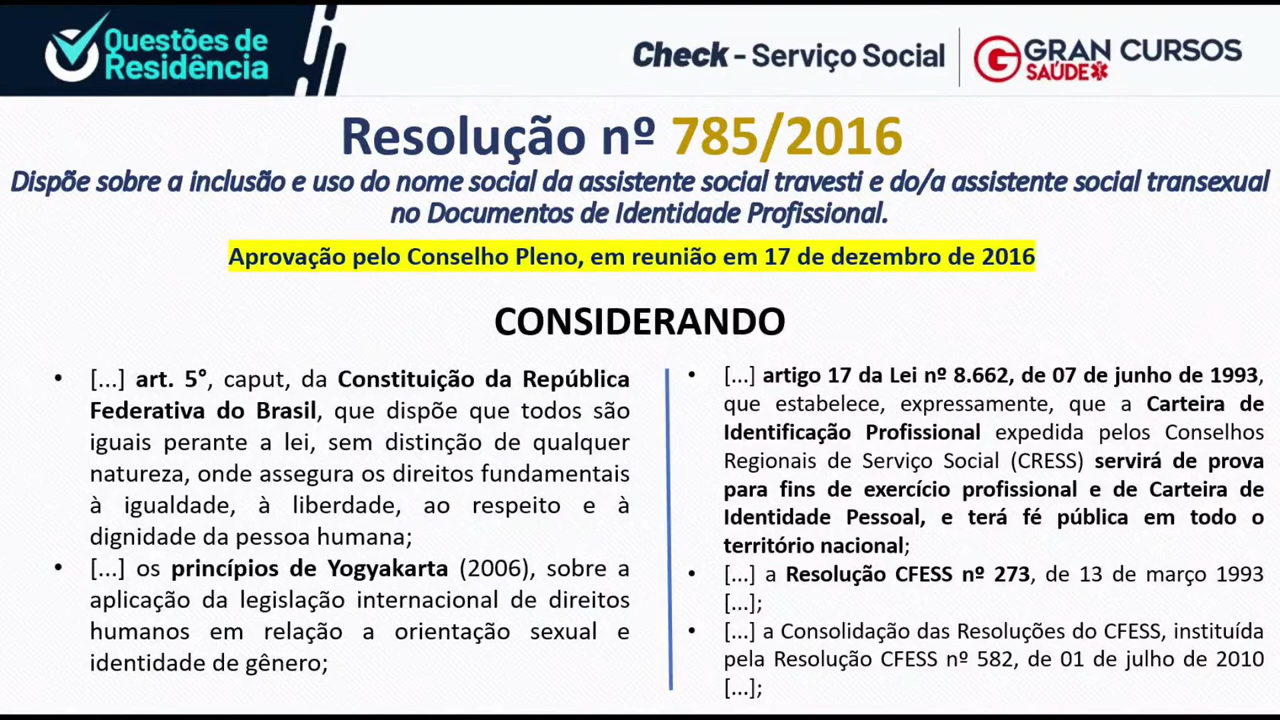 Questões de
Residência
Check - Serviço Social
GRAN CURSOS
SAÚDE
Resolução nº 785/2016
Dispõe sobre a inclusão e uso do nome social da assistente social travesti e do/a assistente social transexual
no Documentos de Identidade Profissional.
Aprovação pelo Conselho Pleno, em reunião em 17 de dezembro de 2016
CONSIDERANDO
• [...] art. 5°, caput, da Constituição da República
Federativa do Brasil, que dispõe que todos são
iguais perante a lei, sem distinção de qualquer
natureza, onde assegura os direitos fundamentais
à igualdade, à liberdade, ao respeito e à
dignidade da pessoa humana;
• [...] os princípios de Yogyakarta (2006), sobre a
aplicação da legislação internacional de direitos
humanos em relação a orientação sexual e
identidade de gênero;
• [...] artigo 17 da Lei nº 8.662, de 07 de junho de 1993,
que estabelece, expressamente, que a Carteira de
Identificação Profissional expedida pelos Conselhos
Regionais de Serviço Social (CRESS) servirá de prova
para fins de exercício profissional e de Carteira de
Identidade Pessoal, e terá fé pública em todo o
território nacional;
• [...] a Resolução CFESS nº 273, de 13 de março 1993
[...];
• [...] a Consolidação das Resoluções do CFESS, instituída
pela Resolução CFESS nº 582, de 01 de julho de 2010
[...];